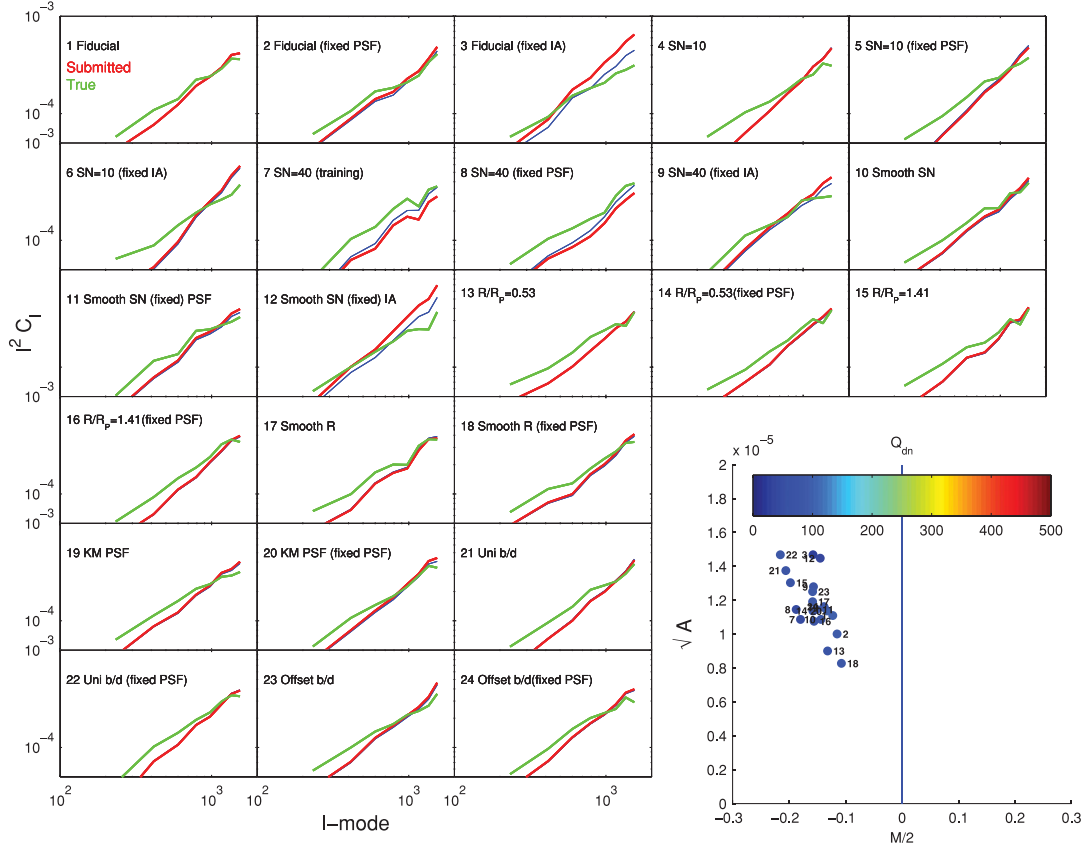 10⁻³
1 Fiducial
2 Fiducial (fixed PSF)
3 Fiducial (fixed IA)
4 SN=10
5 SN=10 (fixed PSF)
Submitted
True
10⁻⁴
10⁻³
6 SN=10 (fixed IA)
7 SN=40 (training)
8 SN=40 (fixed PSF)
9 SN=40 (fixed IA)
10 Smooth SN
10⁻⁴
11 Smooth SN (fixed) PSF
12 Smooth SN (fixed) IA
13 R/Rₚ=0.53
14 R/Rₚ=0.53(fixed PSF)
15 R/Rₚ=1.41
l² Cₗ
10⁻³
16 R/Rₚ=1.41(fixed PSF)
17 Smooth R
18 Smooth R (fixed PSF)
10⁻⁴
10⁻³
19 KM PSF
20 KM PSF (fixed PSF)
21 Uni b/d
10⁻⁴
10⁻³
22 Uni b/d (fixed PSF)
23 Offset b/d
24 Offset b/d(fixed PSF)
10⁻⁴
10² 10³ 10² 10³ 10² 10³
l−mode
x 10⁻⁵
Q_dn
2
1.8
1.6
1.4
1.2
1
0.8
0.6
0.4
0.2
0
√ A
0 100 200 300 400 500
22 3
12
21
15
9
23
17
8
11
7
10
16
2
13
18
−0.3 −0.2 −0.1 0 0.1 0.2 0.3
M/2